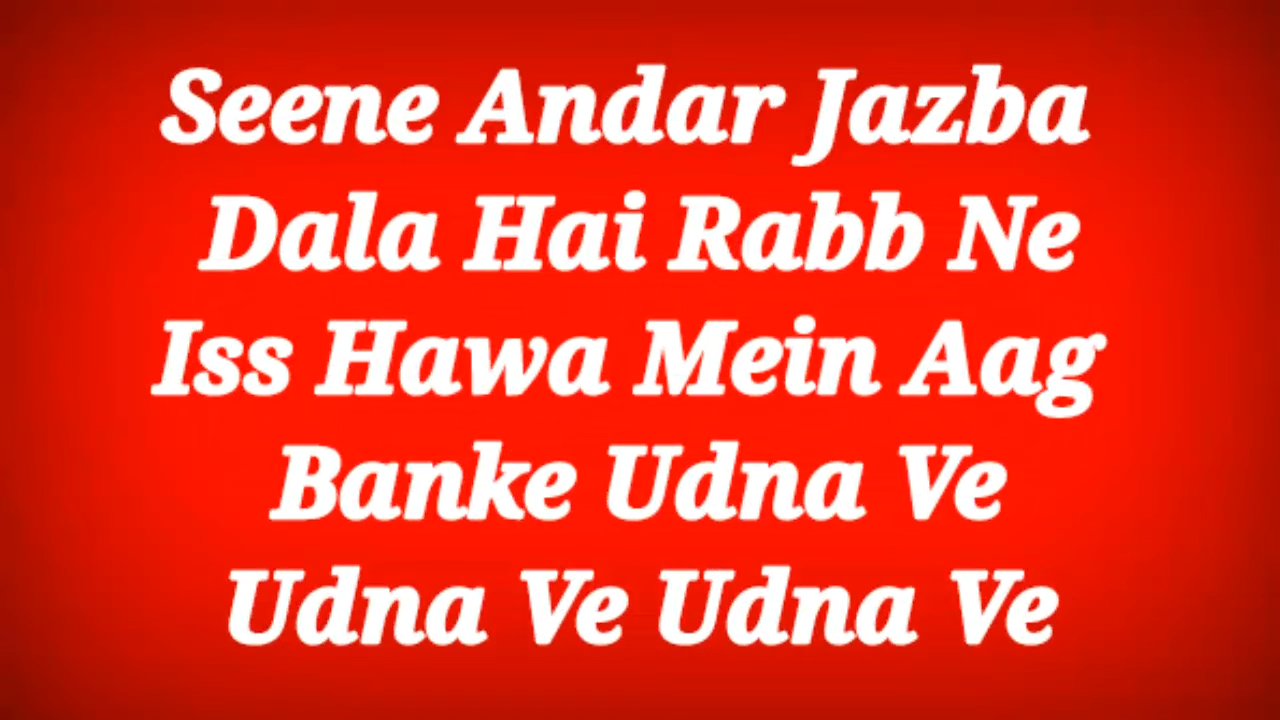 Seene Andar Jazba
Dala Hai Rabb Ne
Iss Hawa Mein Aag
Banke Udna Ve
Udna Ve Udna Ve